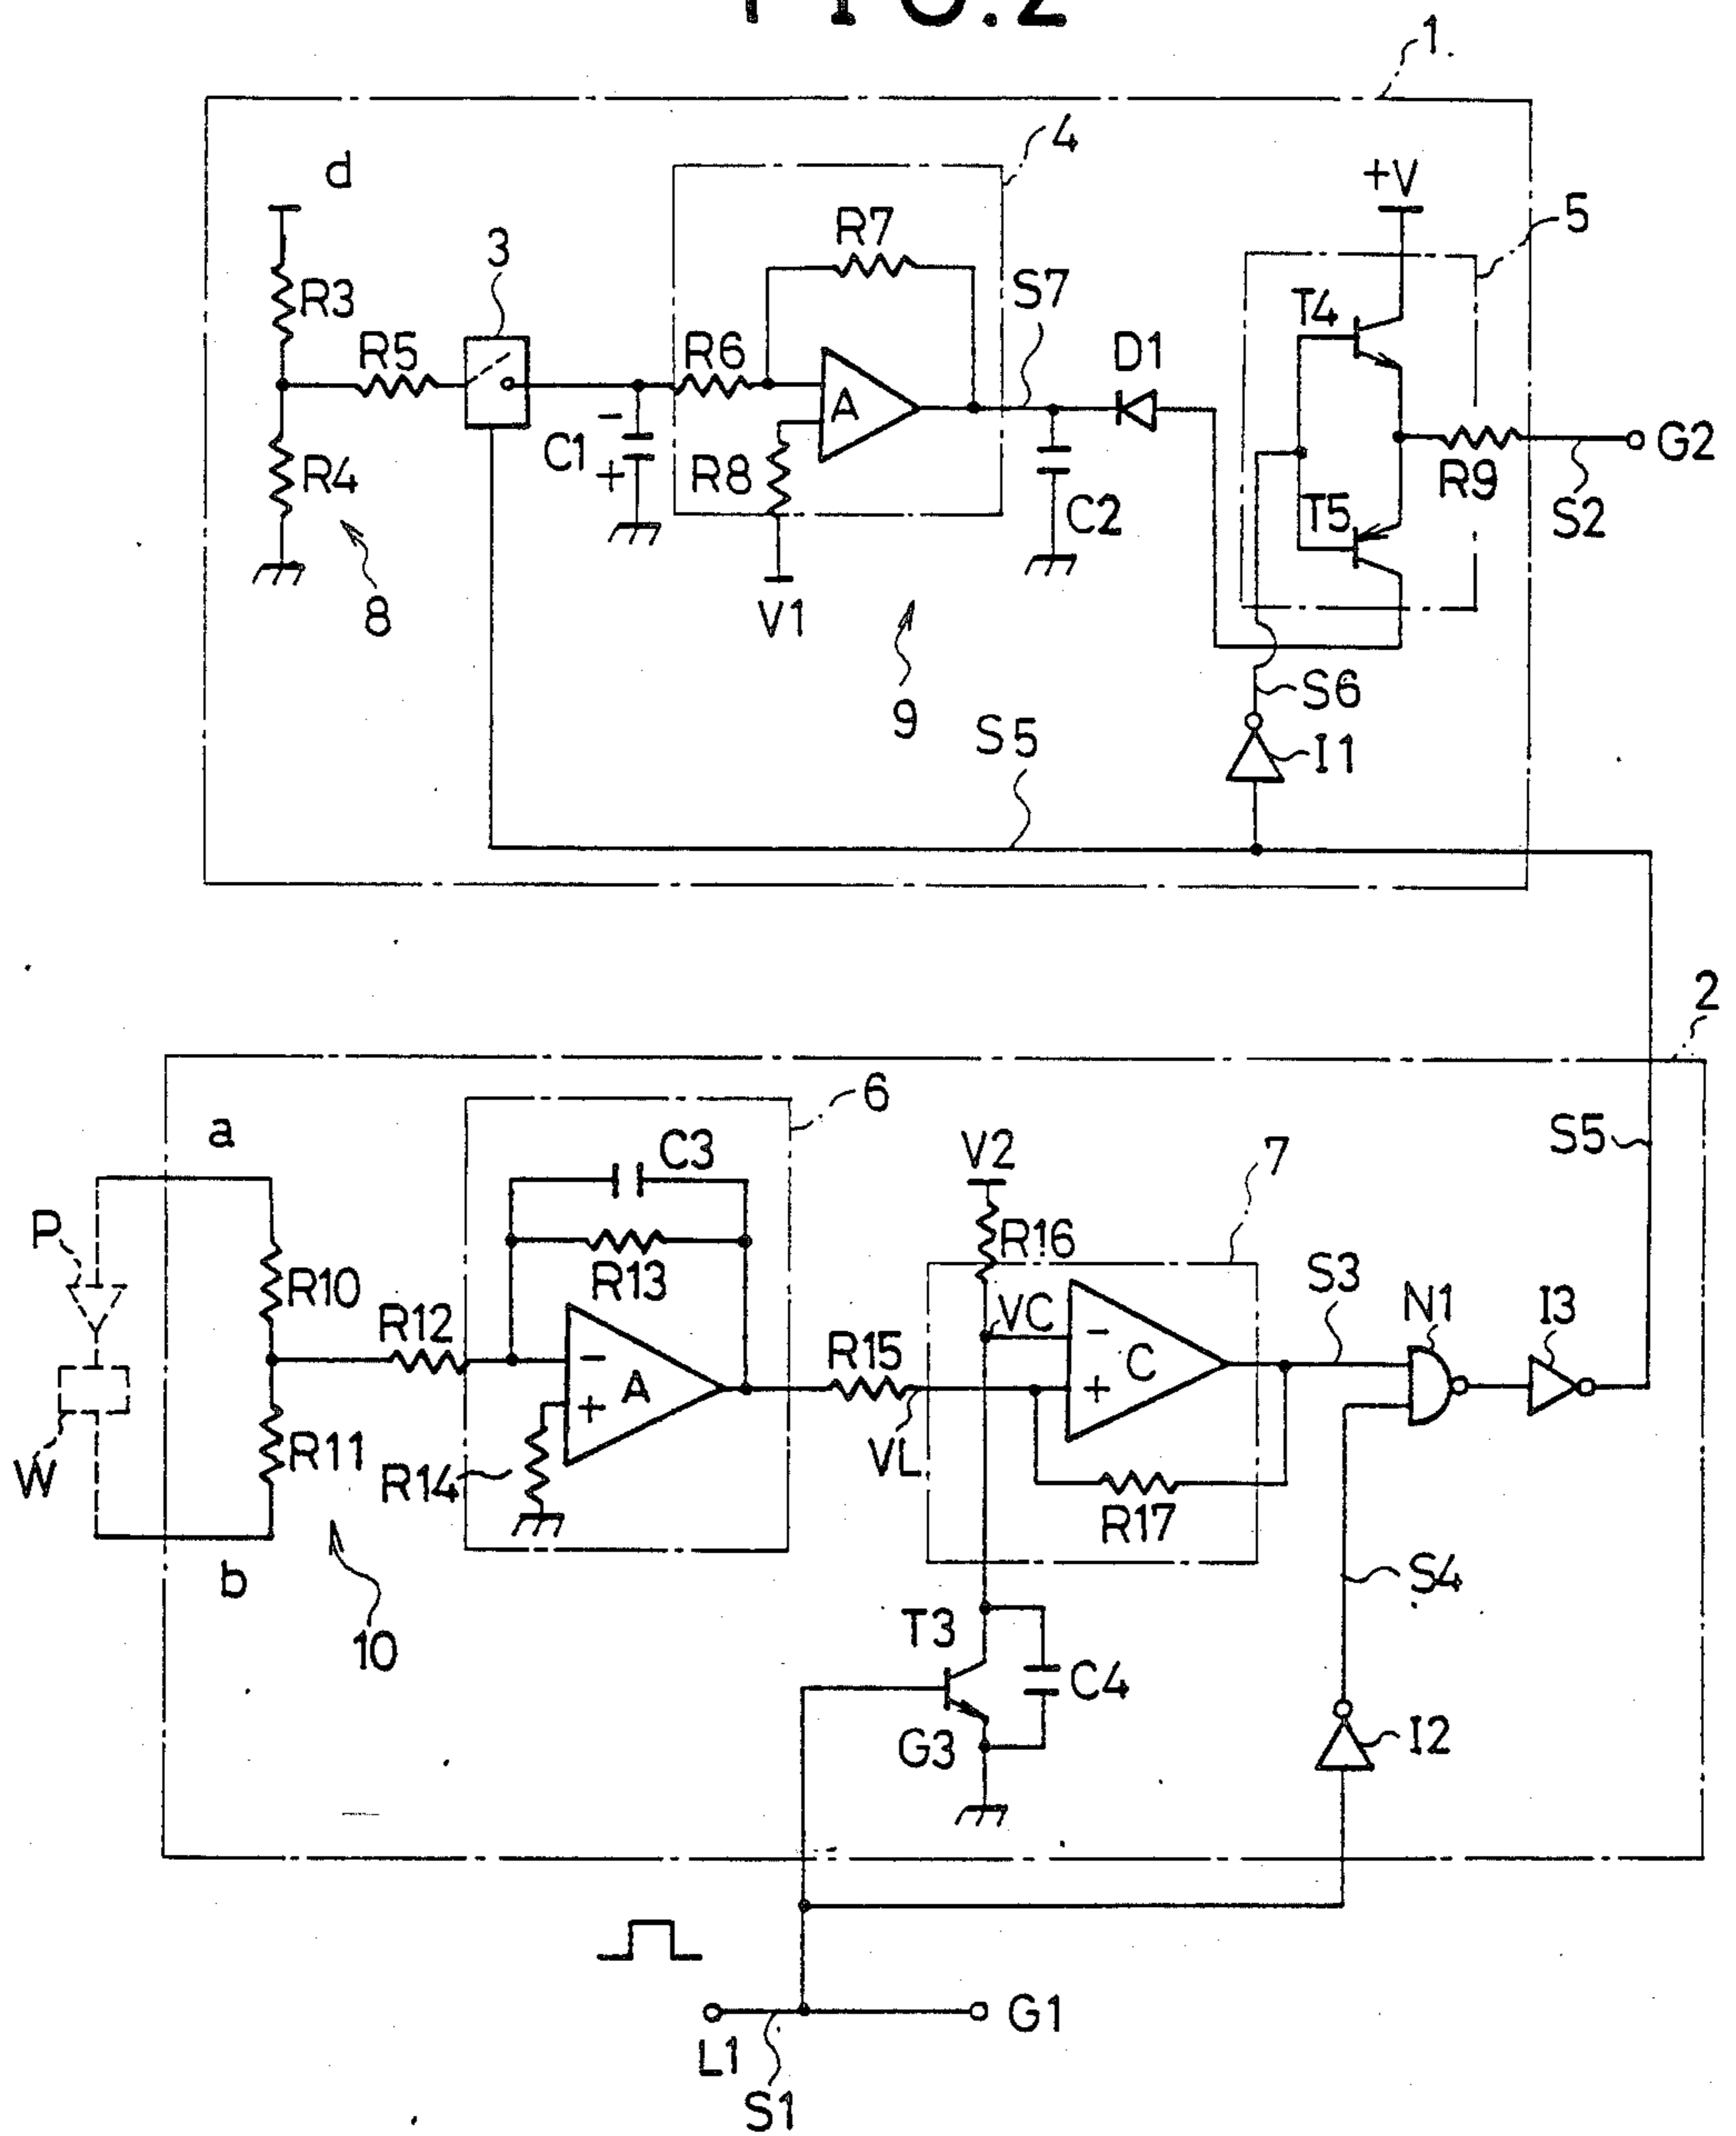 FIG.2
1.
d
4
+V
5
3
R7
S7
R3
R5
R6
D1
T4
A
-
C1
+
R4
R8
C2
T5
R9
G2
S2
8
V1
9
S6
S5
I1
2
a
6
C3
V2
7
S5
P
R10
R13
R16
S3
N1
I3
R12
-
A
+
R15
VC
-
C
+
W
R11
R14
VL
R17
b
10
S4
T3
C4
G3
I2
L1
G1
S1